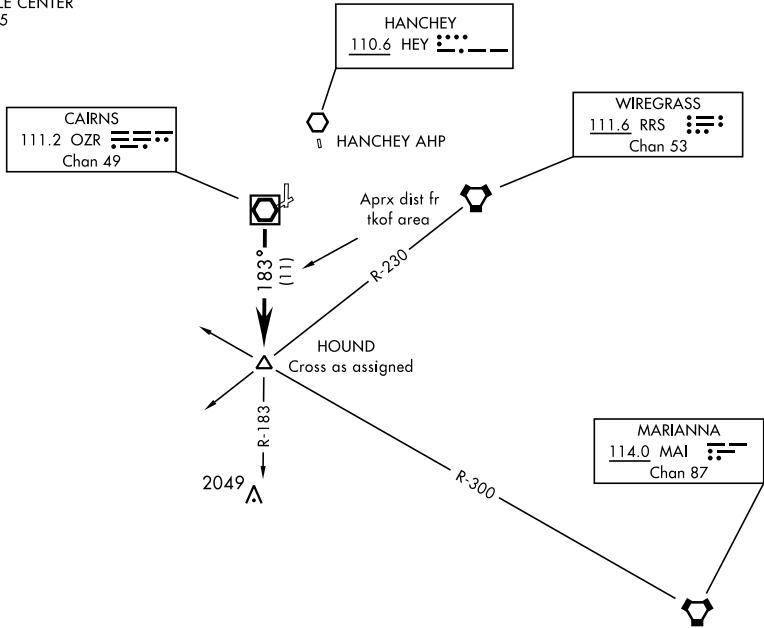 LE CENTER
5
HANCHEY
110.6 HEY
CAIRNS
111.2 OZR
Chan 49
WIREGRASS
111.6 RRS
Chan 53
HANCHEY AHP
Aprx dist fr
tkof area
183°
(11)
R-230
HOUND
Cross as assigned
R-183
2049
R-300
MARIANNA
114.0 MAI
Chan 87